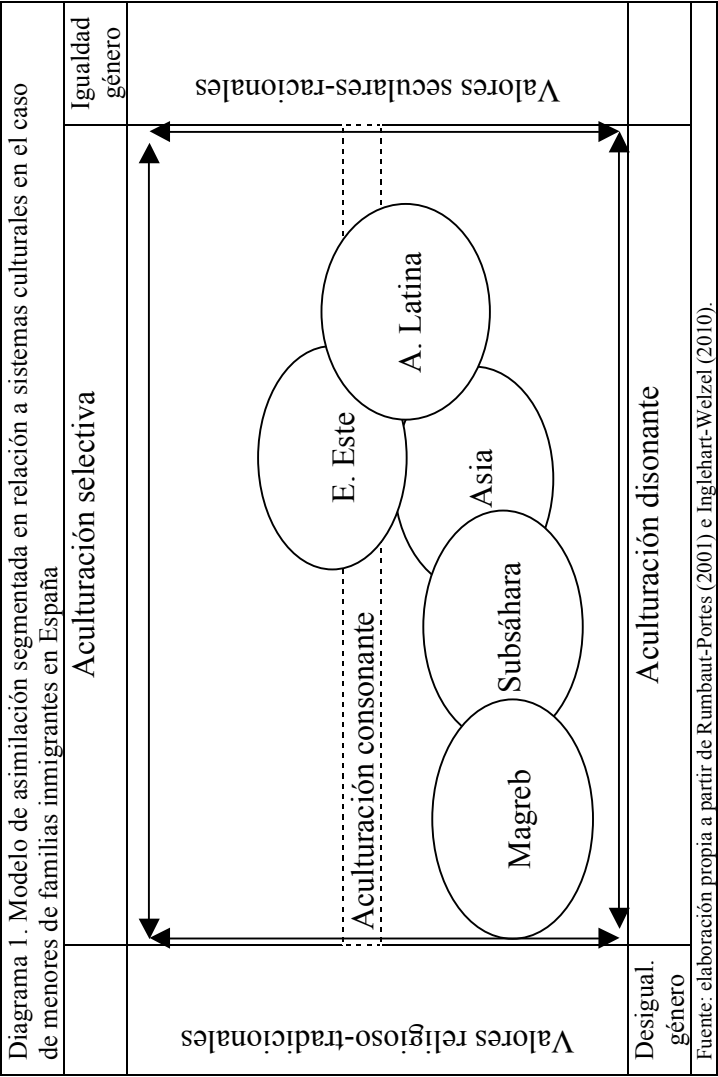 Diagrama 1. Modelo de asimilación segmentada en relación a sistemas culturales en el caso
de menores de familias inmigrantes en España
Aculturación selectiva
Igualdad
género
Valores religioso-tradicionales
Valores seculares-racionales
Aculturación consonante
E. Este
A. Latina
Asia
Subsáhara
Magreb
Desigual.
género
Aculturación disonante
Fuente: elaboración propia a partir de Rumbaut-Portes (2001) e Inglehart-Welzel (2010).